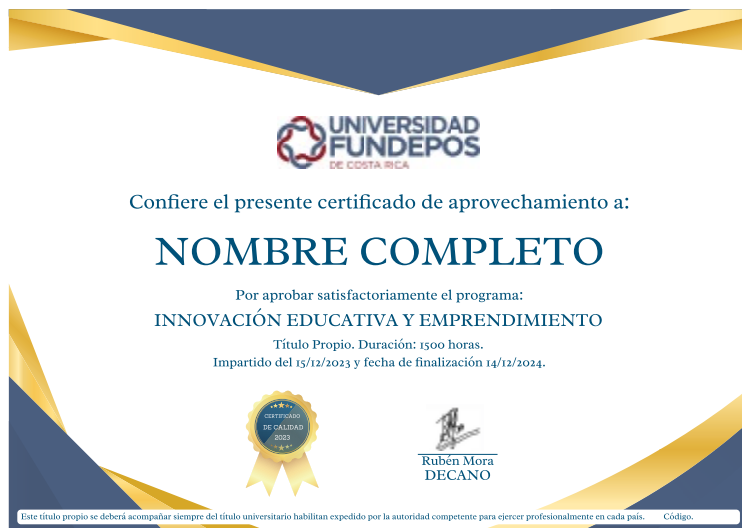 UNIVERSIDAD
FUNDEPOS
DE COSTA RICA
Confiere el presente certificado de aprovechamiento a:
NOMBRE COMPLETO
Por aprobar satisfactoriamente el programa:
INNOVACIÓN EDUCATIVA Y EMPRENDIMIENTO
Título Propio. Duración: 1500 horas.
Impartido del 15/12/2023 y fecha de finalización 14/12/2024.
CERTIFICADO
DE CALIDAD
2023
Rubén Mora
DECANO
Este título propio se deberá acompañar siempre del título universitario habilitan expedido por la autoridad competente para ejercer profesionalmente en cada país. Código.